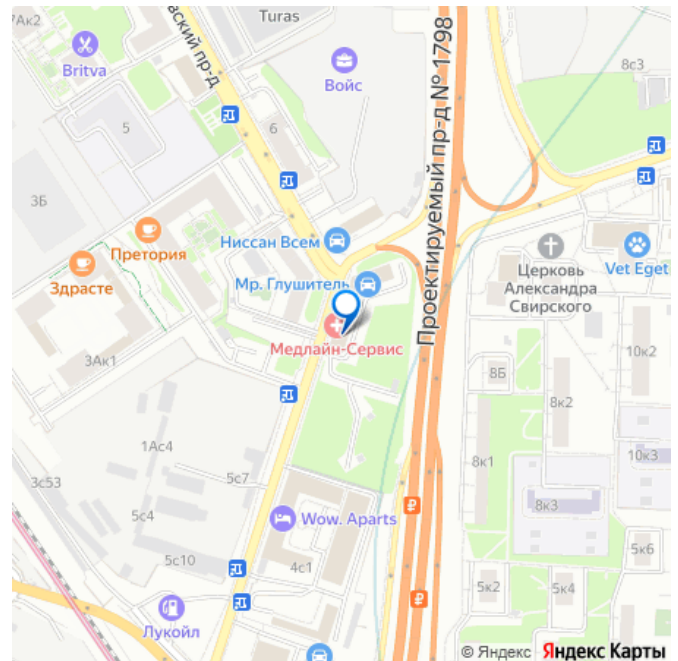 7Ак2
Turas
вский пр-д
Britva
Войс
8с3
Проектируемый пр-д № 1798
5
6
3Б
Претория
Ниссан Всем
Здрасте
Мр. Глушитель
Церковь
Александра
Свирского
Vet Eget
Медлайн-Сервис
3Ак1
8Б
10к2
8к2
1Ас4
3с53
5с7
8к1
10к3
5с4
8к3
Wow. Aparts
5с10
4с1
5к6
5к2
5к4
Лукойл
© Яндекс Яндекс Карты